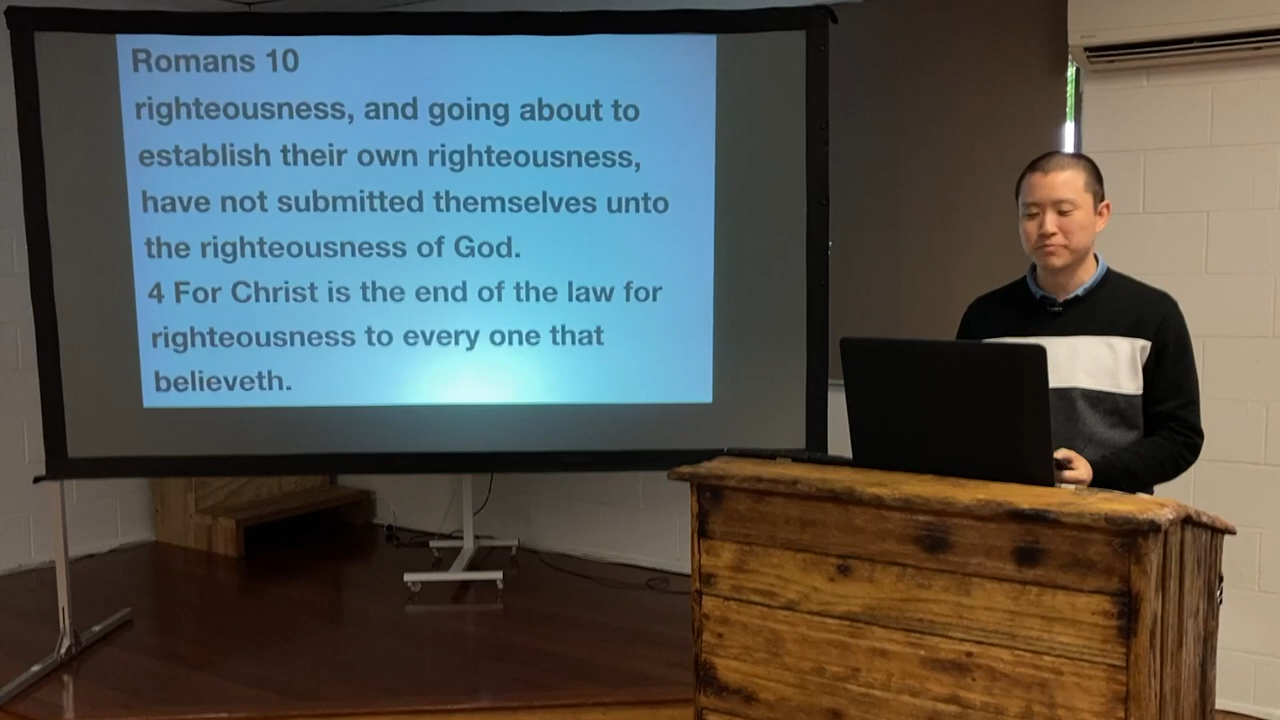 Romans 10
righteousness, and going about to
establish their own righteousness,
have not submitted themselves unto
the righteousness of God.
4 For Christ is the end of the law for
righteousness to every one that
believeth.